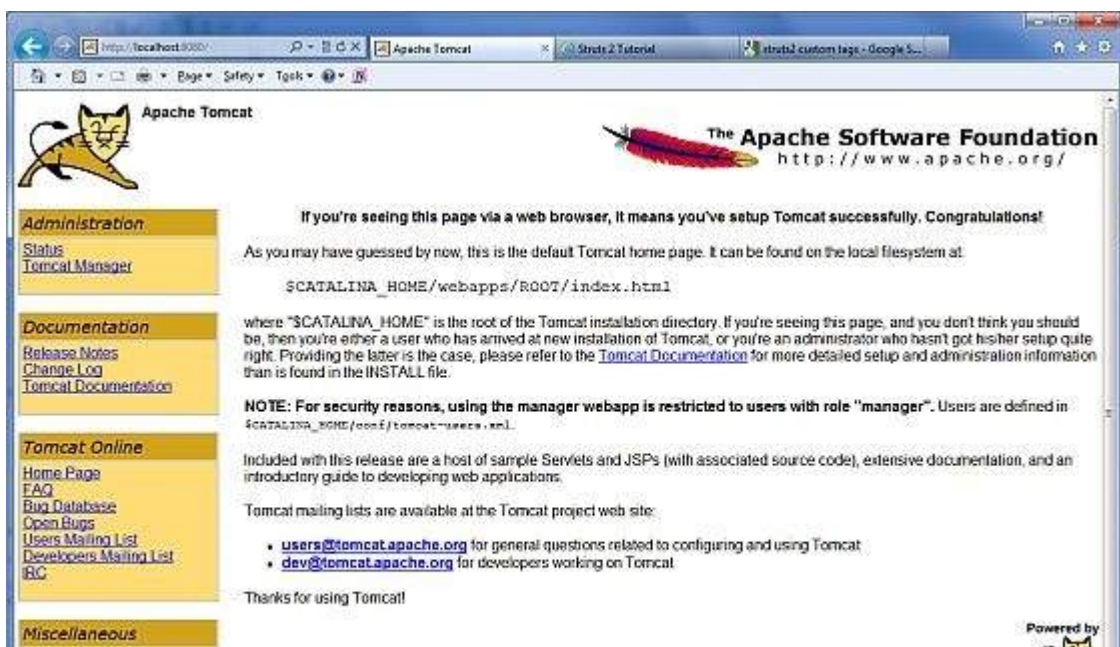 http://localhost:8080/
Apache Tomcat
Struts 2 Tutorial
struts2 custom tags - Google S...
Page
Safety
Tools
Apache Tomcat
The Apache Software Foundation
http://www.apache.org/
Administration
Status
Tomcat Manager
Documentation
Release Notes
Change Log
Tomcat Documentation
Tomcat Online
Home Page
FAQ
Bug Database
Open Bugs
Users Mailing List
Developers Mailing List
IRC
Miscellaneous
If you're seeing this page via a web browser, it means you've setup Tomcat successfully. Congratulations!
As you may have guessed by now, this is the default Tomcat home page. It can be found on the local filesystem at:
$CATALINA_HOME/webapps/ROOT/index.html
where "$CATALINA_HOME" is the root of the Tomcat installation directory. If you're seeing this page, and you don't think you should
be, then you're either a user who has arrived at new installation of Tomcat, or you're an administrator who hasn't got his/her setup quite
right. Providing the latter is the case, please refer to the Tomcat Documentation for more detailed setup and administration information
than is found in the INSTALL file.
NOTE: For security reasons, using the manager webapp is restricted to users with role "manager". Users are defined in
$CATALINA_HOME/conf/tomcat-users.xml.
Included with this release are a host of sample Servlets and JSPs (with associated source code), extensive documentation, and an
introductory guide to developing web applications.
Tomcat mailing lists are available at the Tomcat project web site:
• users@tomcat.apache.org for general questions related to configuring and using Tomcat
• dev@tomcat.apache.org for developers working on Tomcat
Thanks for using Tomcat!
Powered by